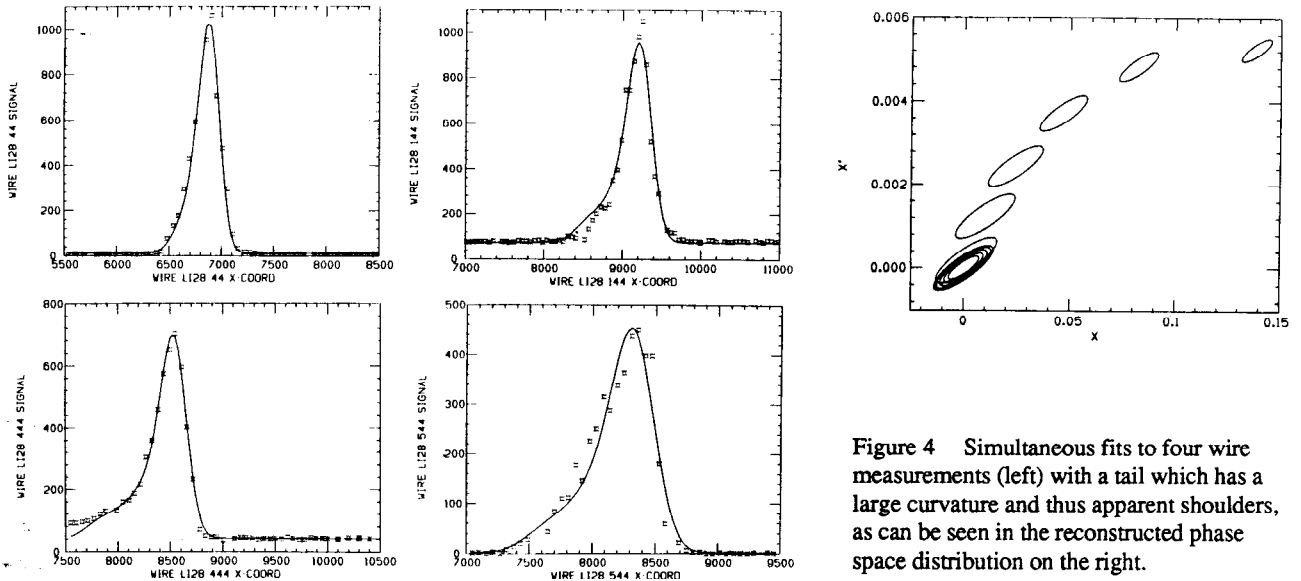 1000
800
600
400
200
0
WIRE LI28 44 SIGNAL
5500 6000 6500 7000 7500 8000 8500
WIRE LI28 44 X-COORD
1000
800
600
400
200
0
WIRE LI28 144 SIGNAL
7000 8000 9000 10000 11000
WIRE LI28 144 X-COORD
0.006
0.004
0.002
0.000
X'
0 0.05 0.10 0.15
X
800
600
400
200
0
WIRE LI28 444 SIGNAL
7500 8000 8500 9000 9500 10000 10500
WIRE LI28 444 X-COORD
500
400
300
200
100
0
WIRE LI28 544 SIGNAL
7000 7500 8000 8500 9000 9500
WIRE LI28 544 X-COORD
Figure 4 Simultaneous fits to four wire
measurements (left) with a tail which has a
large curvature and thus apparent shoulders,
as can be seen in the reconstructed phase
space distribution on the right.